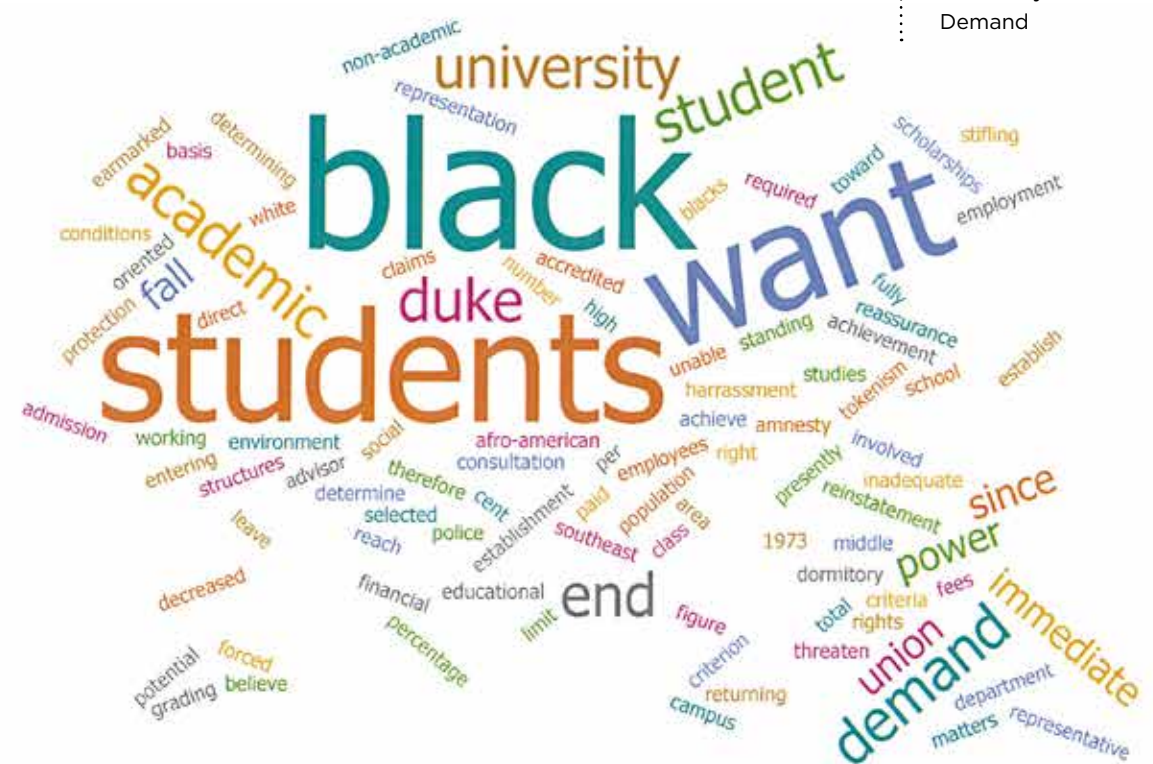 Demand
non-academic
university
student
representation
black
earmarked
basis
determining
academic
white
conditions
oriented
fall
protection
direct
claims
duke
number
accredited
high
blacks
required
toward
scholarships
stifling
employment
want
fully
reassurance
achievement
standing
unable
students
harrassment
studies
tokenism
school
establish
achieve
amnesty
admission
working
environment
social
afro-american
consultation
per
employees
right
involved
presently
inadequate
reinstatement
since
entering
structures
advisor
determine
therefore
cent
selected
police
reach
establishment
paid
population
area
southeast
class
1973
middle
power
leave
decreased
financial
educational
end
limit
percentage
figure
dormitory
fees
criteria
total
rights
immediate
threaten
union
demand
criterion
returning
campus
potential
forced
grading
believe
department
matters
representative